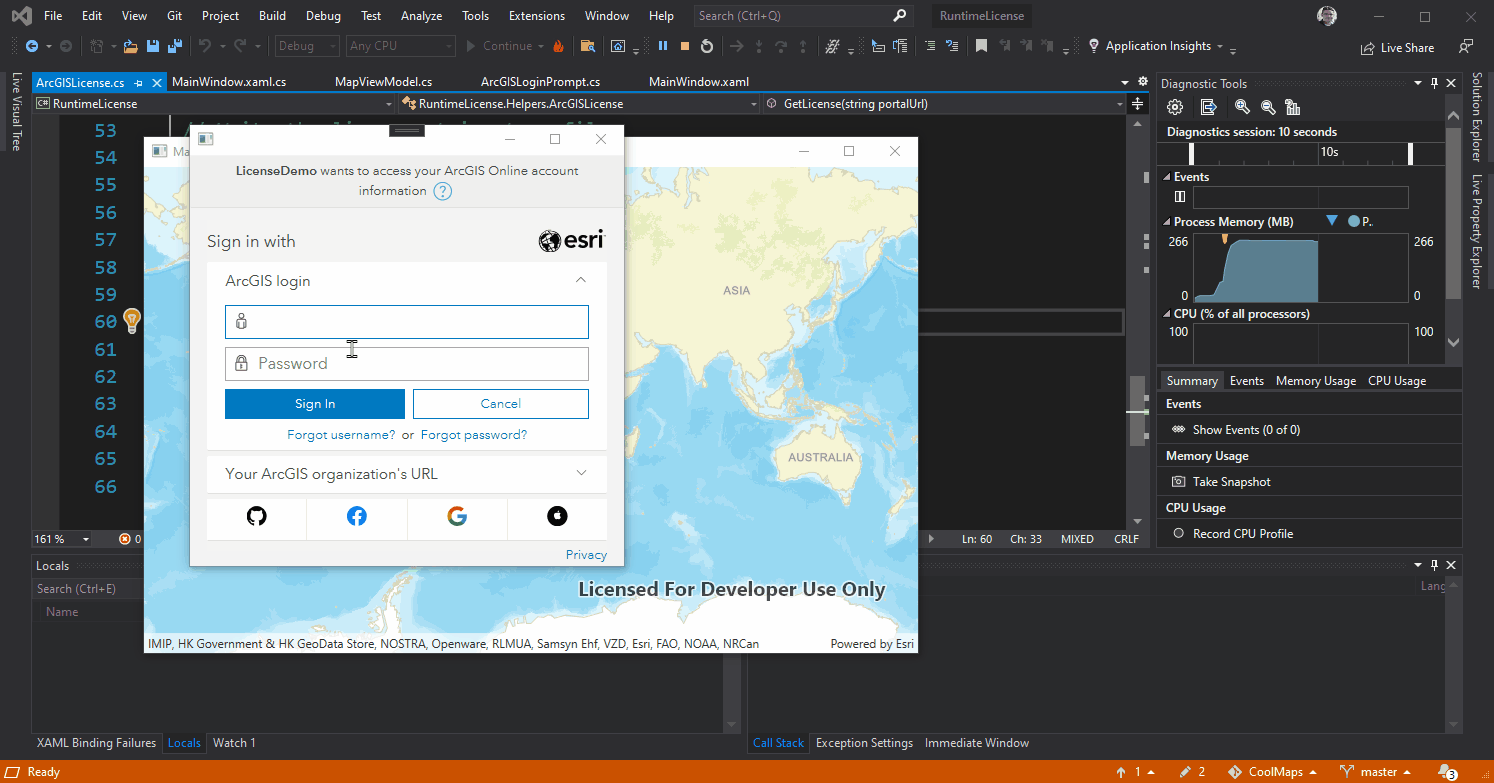 File Edit View Git Project Build Debug Test Analyze Tools Extensions Window Help Search (Ctrl+Q) RuntimeLicense
Debug Any CPU Continue Application Insights Live Share
Live Visual Tree
ArcGISLicense.cs MainWindow.xaml.cs MapViewModel.cs ArcGISLoginPrompt.cs MainWindow.xaml
C# RuntimeLicense RuntimeLicense.Helpers.ArcGISLicense GetLicense(string portalUrl)
53
54
55
56
57
58
59
60
61
62
63
64
65
66
Ma
LicenseDemo wants to access your ArcGIS Online account
information ?
Sign in with esri
ArcGIS login
Password
Sign In Cancel
Forgot username? or Forgot password?
Your ArcGIS organization's URL
Privacy
ASIA
AUSTRALIA
Licensed For Developer Use Only
IMIP, HK Government & HK GeoData Store, NOSTRA, Openware, RLMUA, Samsyn Ehf, VZD, Esri, FAO, NOAA, NRCan Powered by Esri
161 % 0 Ln: 60 Ch: 33 MIXED CRLF
Diagnostic Tools
Diagnostics session: 10 seconds
10s
Events
Process Memory (MB) P..
266 266
0 0
CPU (% of all processors)
100 100
Summary Events Memory Usage CPU Usage
Events
Show Events (0 of 0)
Memory Usage
Take Snapshot
CPU Usage
Record CPU Profile
Solution Explorer
Live Property Explorer
Locals
Search (Ctrl+E)
Name
Lang
XAML Binding Failures Locals Watch 1
Call Stack Exception Settings Immediate Window
Ready 1 2 CoolMaps master 3